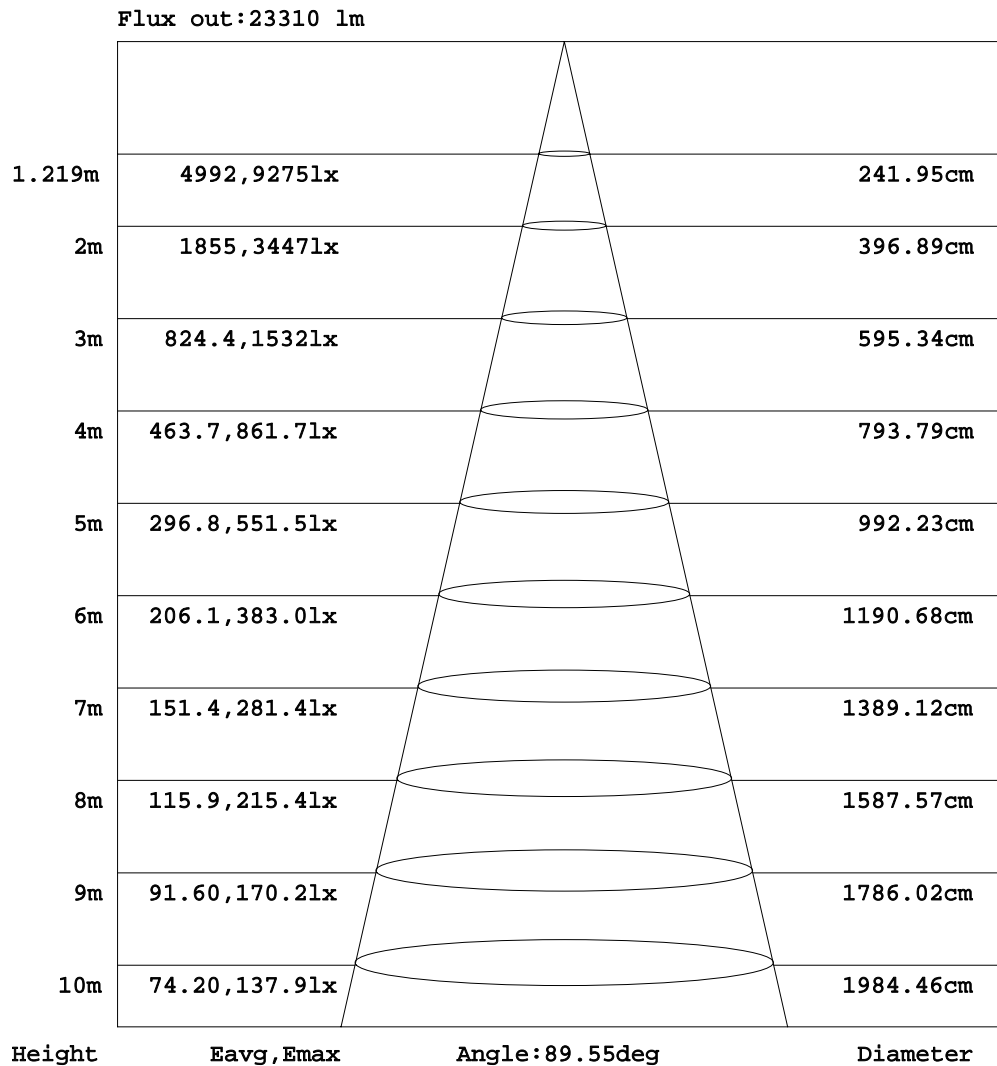 Flux out:23310 lm
1.219m 4992,9275lx 241.95cm
2m 1855,3447lx 396.89cm
3m 824.4,1532lx 595.34cm
4m 463.7,861.7lx 793.79cm
5m 296.8,551.5lx 992.23cm
6m 206.1,383.0lx 1190.68cm
7m 151.4,281.4lx 1389.12cm
8m 115.9,215.4lx 1587.57cm
9m 91.60,170.2lx 1786.02cm
10m 74.20,137.9lx 1984.46cm
Height Eavg,Emax Angle:89.55deg Diameter